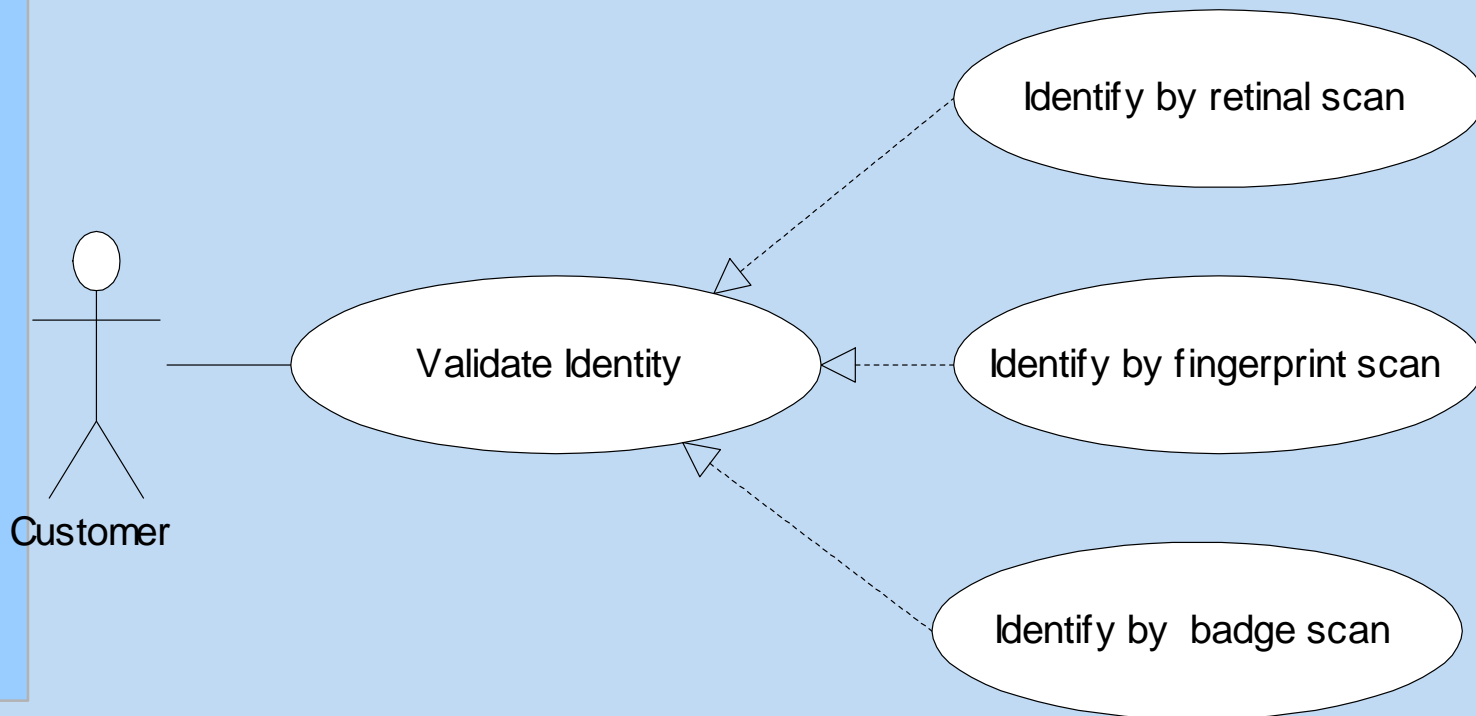 Identify by retinal scan
Validate Identity
Identify by fingerprint scan
Customer
Identify by badge scan